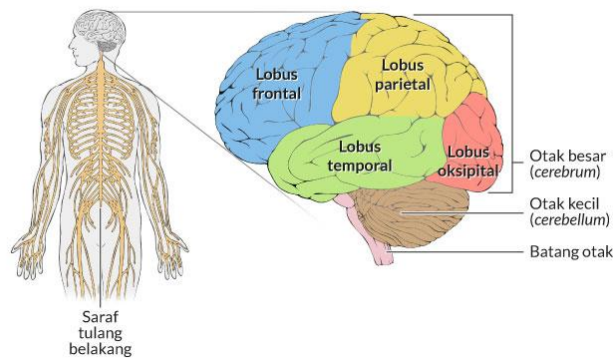 Lobus
frontal
Lobus
parietal
Lobus
temporal
Lobus
oksipital
Otak besar
(cerebrum)
Otak kecil
(cerebellum)
Batang otak
Saraf
tulang
belakang